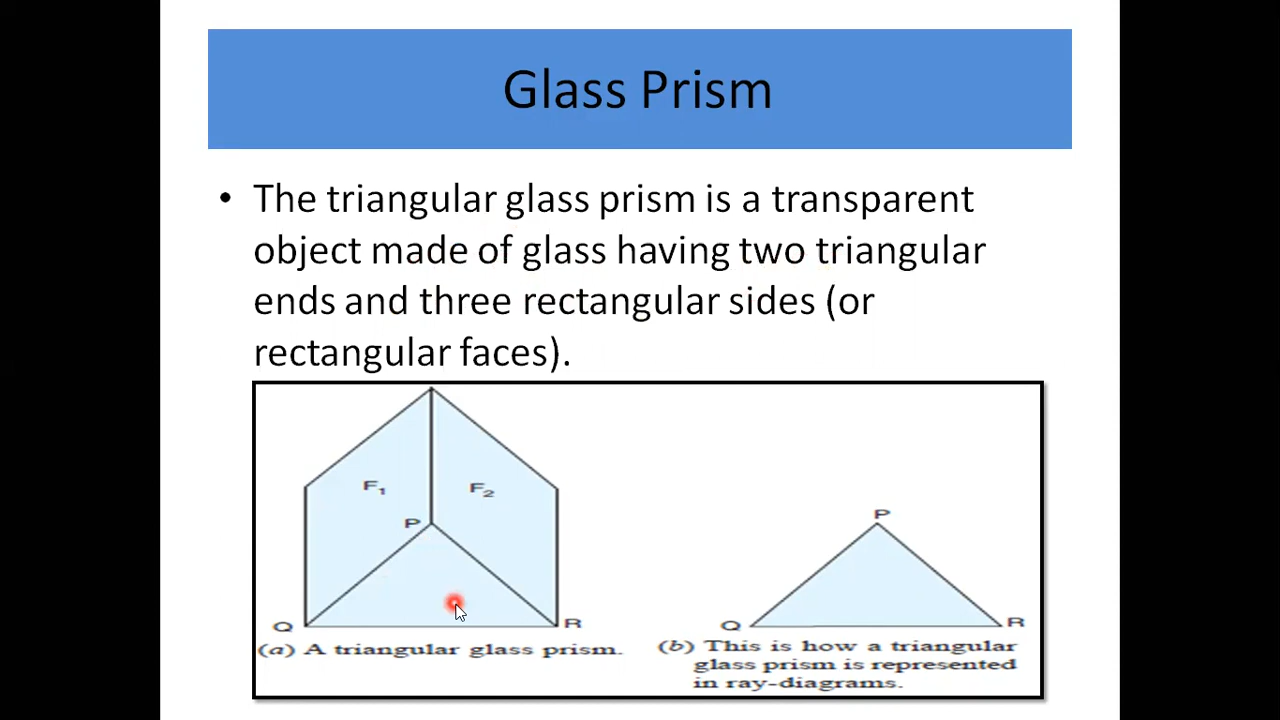 Glass Prism
• The triangular glass prism is a transparent
object made of glass having two triangular
ends and three rectangular sides (or
rectangular faces).
F₁
F₂
P
Q
R
(a) A triangular glass prism.
P
Q
R
(b) This is how a triangular
glass prism is represented
in ray-diagrams.